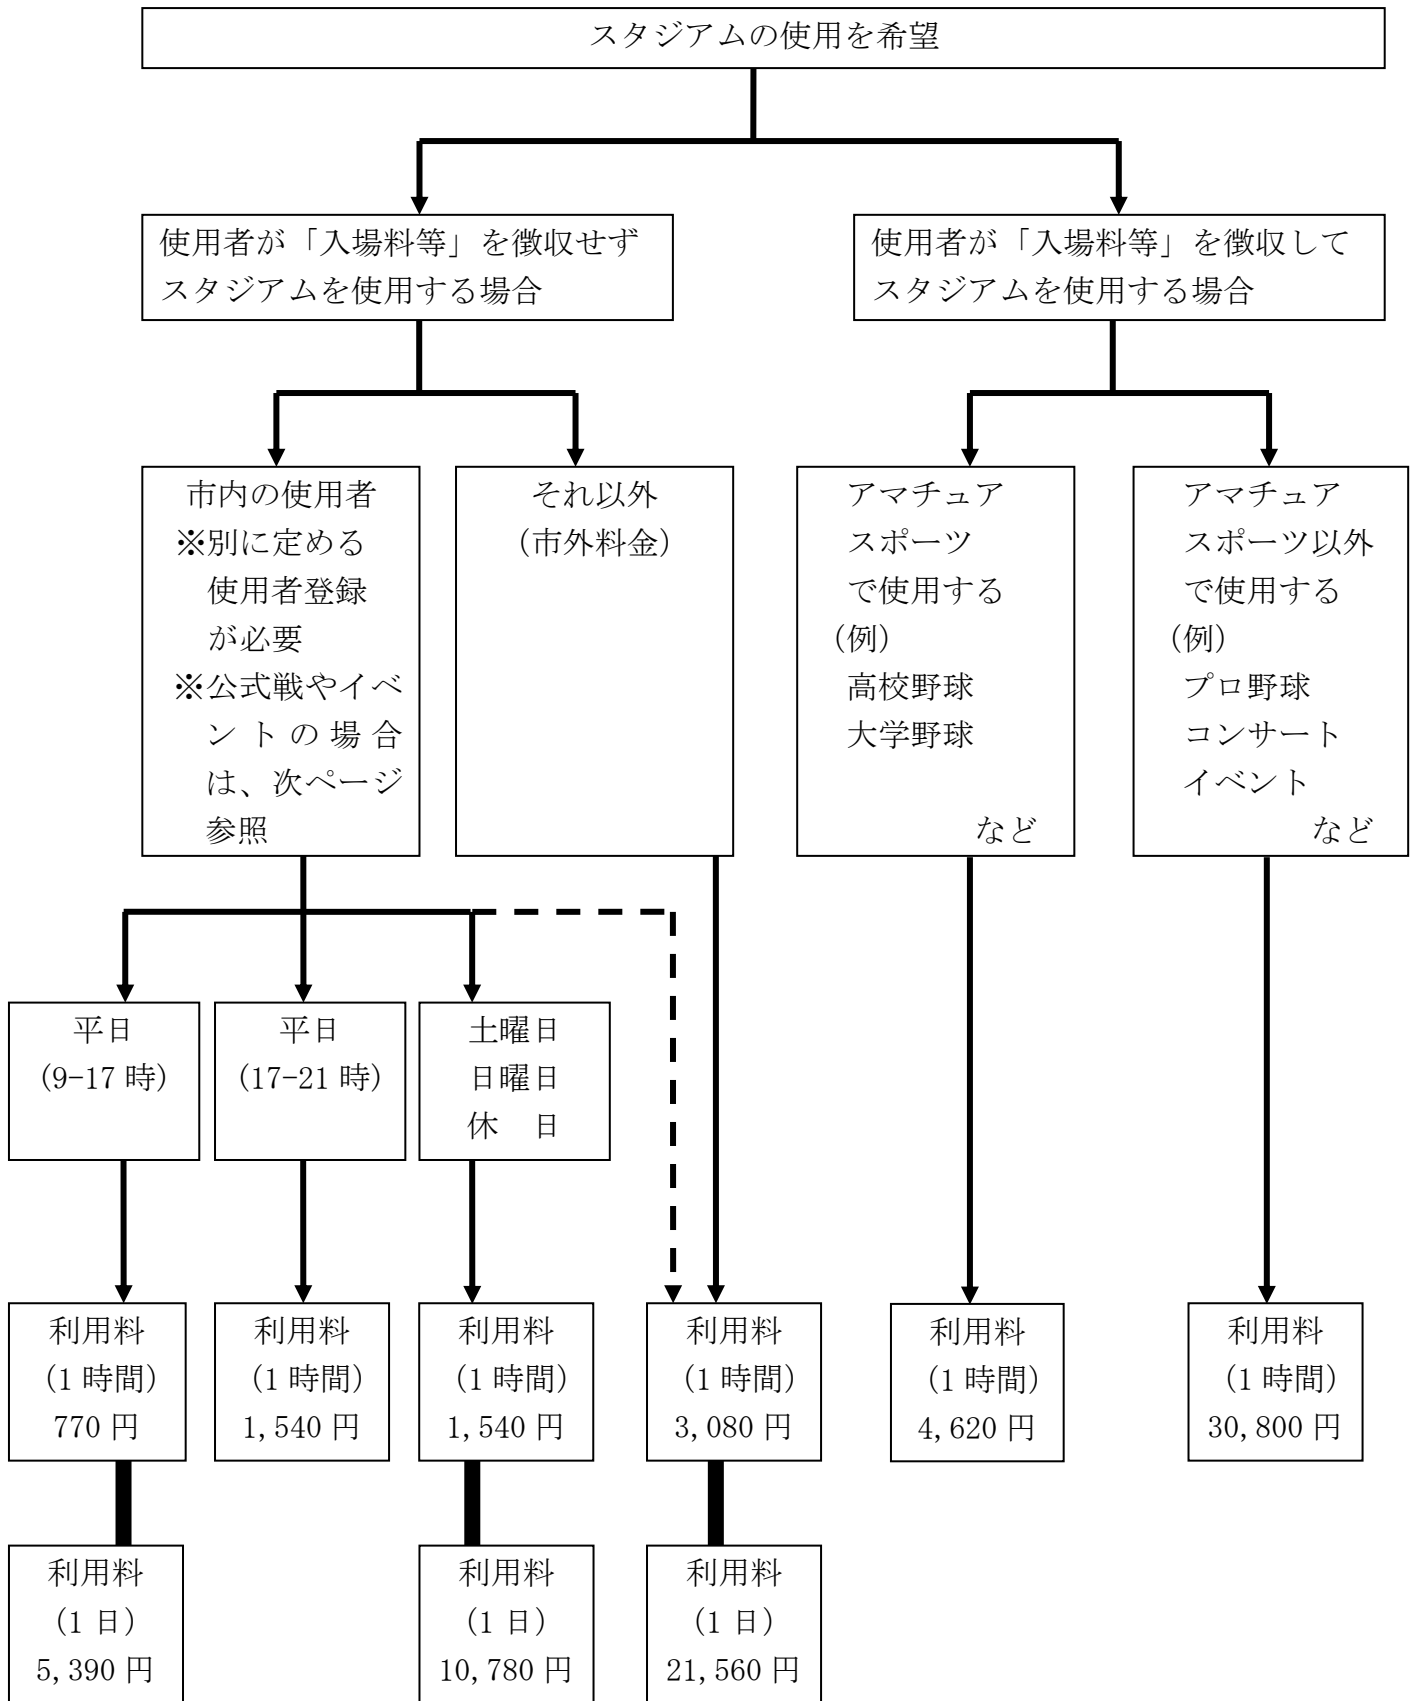 スタジアムの使用を希望
使用者が「入場料等」を徴収せず
スタジアムを使用する場合
使用者が「入場料等」を徴収して
スタジアムを使用する場合
市内の使用者
※別に定める
使用者登録
が必要
※公式戦やイベ
ントの場合
は、次ページ
参照
それ以外
(市外料金)
アマチュア
スポーツ
で使用する
(例)
高校野球
大学野球
など
アマチュア
スポーツ以外
で使用する
(例)
プロ野球
コンサート
イベント
など
平日
(9-17 時)
平日
(17-21 時)
土曜日
日曜日
休　日
利用料
(1 時間)
770 円
利用料
(1 時間)
1,540 円
利用料
(1 時間)
1,540 円
利用料
(1 時間)
3,080 円
利用料
(1 時間)
4,620 円
利用料
(1 時間)
30,800 円
利用料
(1 日)
5,390 円
利用料
(1 日)
10,780 円
利用料
(1 日)
21,560 円